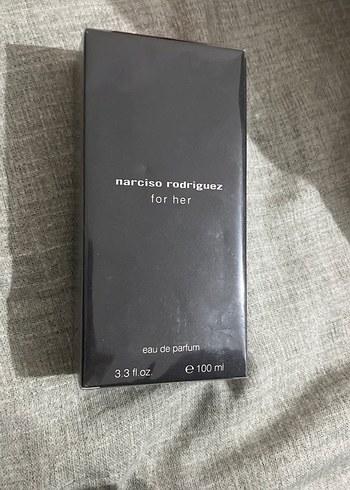 narciso rodriguez
for her
eau de parfum
3.3 fl.oz. ℮ 100 ml